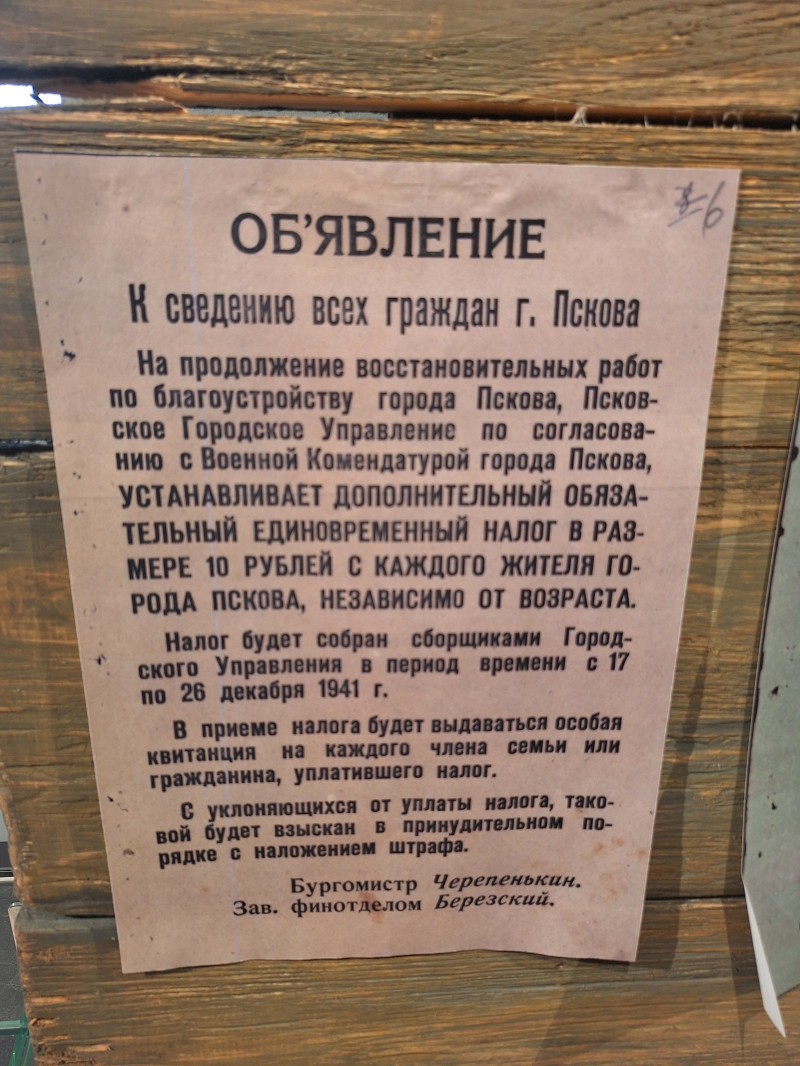 ОБ’ЯВЛЕНИЕ
К сведению всех граждан г. Пскова
На продолжение восстановительных работ
по благоустройству города Пскова, Псков-
ское Городское Управление по согласова-
нию с Военной Комендатурой города Пскова,
УСТАНАВЛИВАЕТ ДОПОЛНИТЕЛЬНЫЙ ОБЯЗА-
ТЕЛЬНЫЙ ЕДИНОВРЕМЕННЫЙ НАЛОГ В РАЗ-
МЕРЕ 10 РУБЛЕЙ С КАЖДОГО ЖИТЕЛЯ ГО-
РОДА ПСКОВА, НЕЗАВИСИМО ОТ ВОЗРАСТА.
Налог будет собран сборщиками Город-
ского Управления в период времени с 17
по 26 декабря 1941 г.
В приеме налога будет выдаваться особая
квитанция на каждого члена семьи или
гражданина, уплатившего налог.
С уклоняющихся от уплаты налога, тако-
вой будет взыскан в принудительном по-
рядке с наложением штрафа.
Бургомистр Черепенькин.
Зав. финотделом Березский.